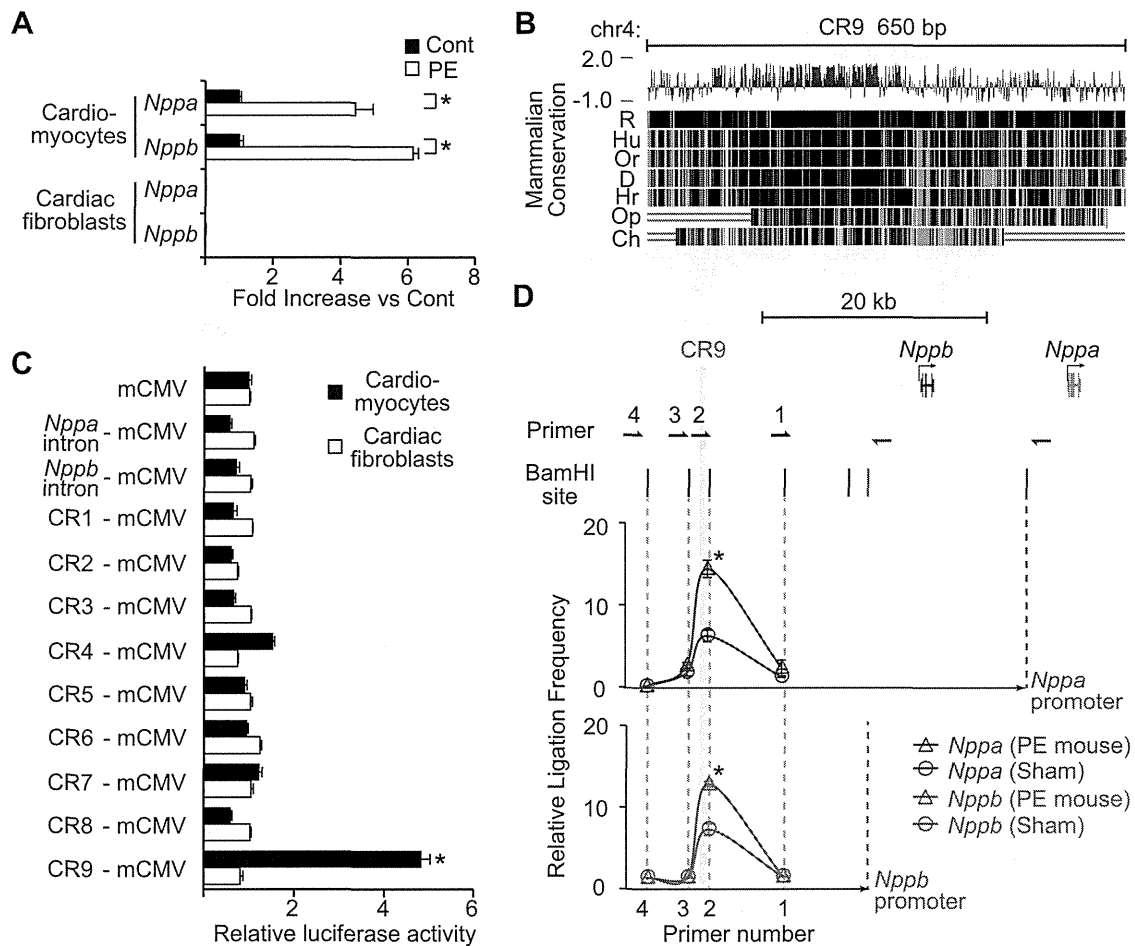 A
Cont
PE
Cardio-
myocytes
Nppa
*
Nppb
*
Cardiac
fibroblasts
Nppa
Nppb
2 4 6 8
Fold Increase vs Cont
B
chr4:
CR9 650 bp
2.0
-1.0
Mammalian
Conservation
R
Hu
Or
D
Hr
Op
Ch
C
Cardio-
myocytes
Cardiac
fibroblasts
mCMV
Nppa
intron - mCMV
Nppb
intron - mCMV
CR1 - mCMV
CR2 - mCMV
CR3 - mCMV
CR4 - mCMV
CR5 - mCMV
CR6 - mCMV
CR7 - mCMV
CR8 - mCMV
CR9 - mCMV
*
2 4 6
Relative luciferase activity
D
20 kb
CR9
Nppb
Nppa
Primer
4 3 2 1
BamHI
site
Relative Ligation Frequency
20
10
0
*
Nppa
promoter
20
10
0
*
Nppb
promoter
Nppa (PE mouse)
Nppa (Sham)
Nppb (PE mouse)
Nppb (Sham)
4 3 2 1
Primer number